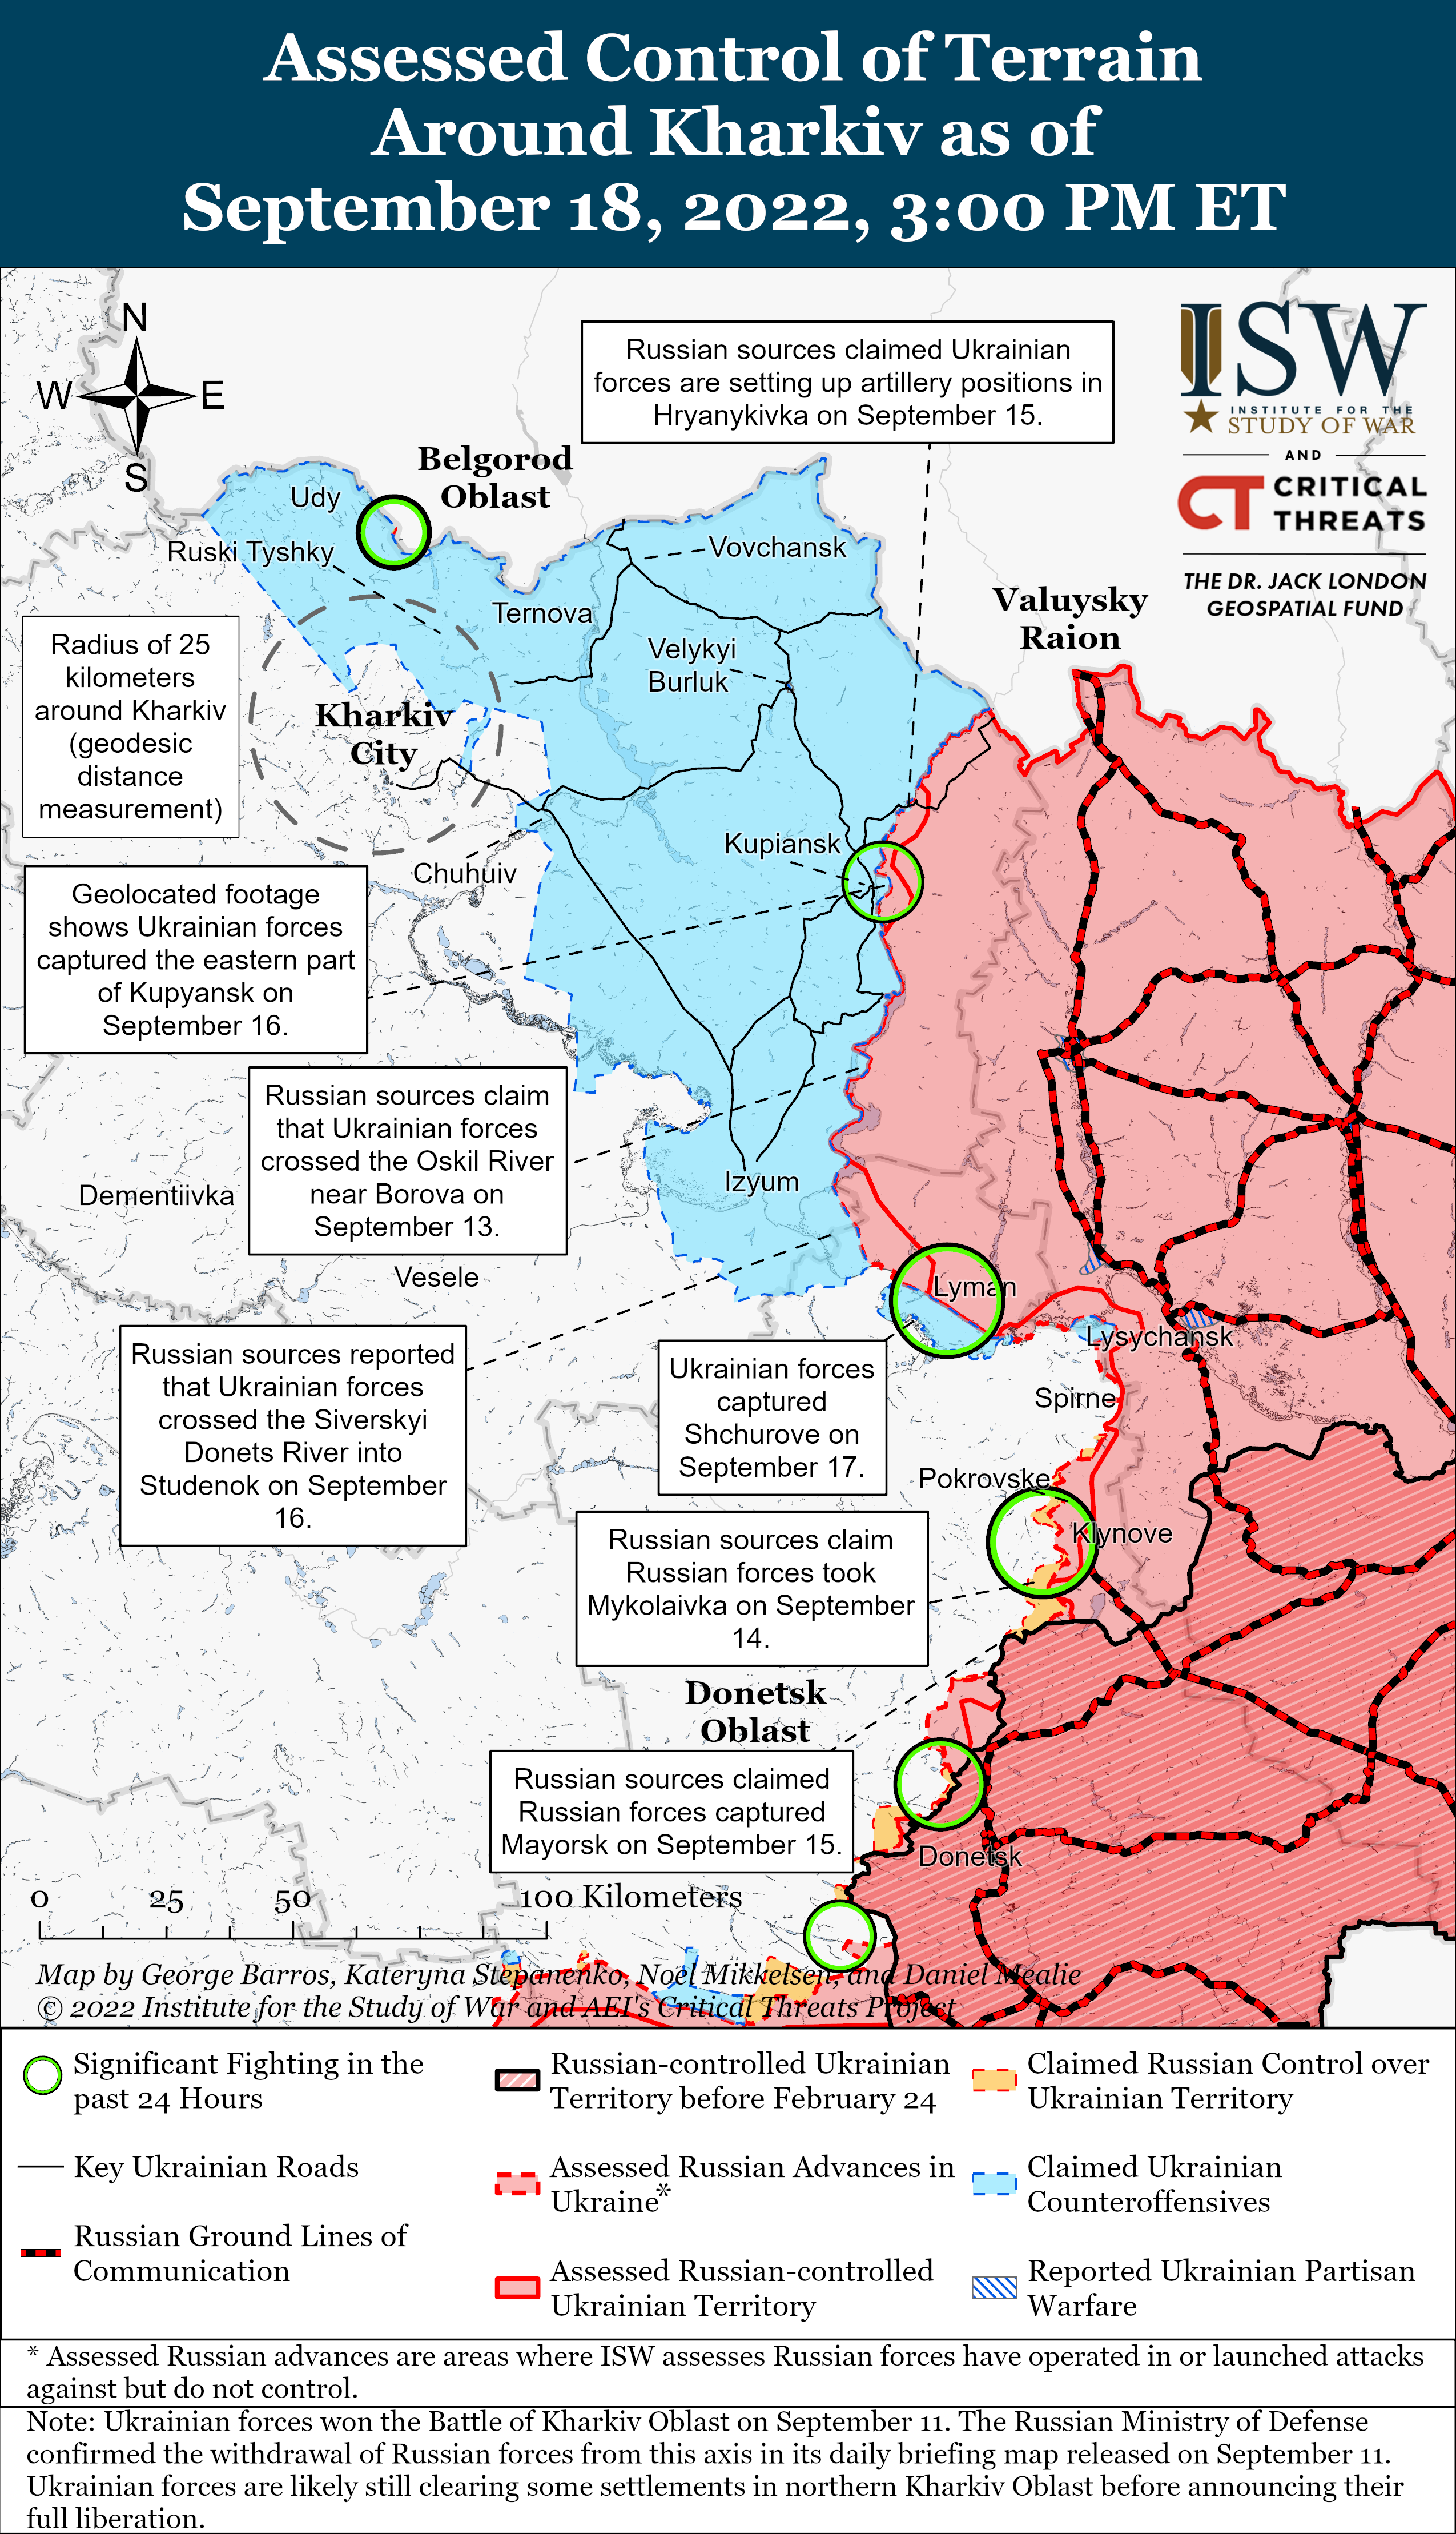 Assessed Control of Terrain
Around Kharkiv as of
September 18, 2022, 3:00 PM ET
N
W
E
S
Russian sources claimed Ukrainian
forces are setting up artillery positions in
Hryanykivka on September 15.
ISW
INSTITUTE FOR THE
STUDY OF WAR
AND
CT CRITICAL
THREATS
THE DR. JACK LONDON
GEOSPATIAL FUND
Belgorod
Oblast
Udy
Ruski Tyshky
Vovchansk
Ternova
Valuysky
Raion
Radius of 25
kilometers
around Kharkiv
(geodesic
distance
measurement)
Velykyi
Burluk
Kharkiv
City
Kupiansk
Chuhuiv
Geolocated footage
shows Ukrainian forces
captured the eastern part
of Kupyansk on
September 16.
Russian sources claim
that Ukrainian forces
crossed the Oskil River
near Borova on
September 13.
Izyum
Dementiivka
Vesele
Lyman
Russian sources reported
that Ukrainian forces
crossed the Siverskyi
Donets River into
Studenok on September
16.
Lysychansk
Ukrainian forces
captured
Shchurove on
September 17.
Spirne
Pokrovske
Klynove
Russian sources claim
Russian forces took
Mykolaivka on September
14.
Donetsk
Oblast
Russian sources claimed
Russian forces captured
Mayorsk on September 15.
Donetsk
0 25 50 100 Kilometers
Map by George Barros, Kateryna Stepanenko, Noel Mikkelsen, and Daniel Mealie
© 2022 Institute for the Study of War and AEI's Critical Threats Project
Significant Fighting in the
past 24 Hours
Key Ukrainian Roads
Russian Ground Lines of
Communication
Russian-controlled Ukrainian
Territory before February 24
Assessed Russian Advances in
Ukraine*
Assessed Russian-controlled
Ukrainian Territory
Claimed Russian Control over
Ukrainian Territory
Claimed Ukrainian
Counteroffensives
Reported Ukrainian Partisan
Warfare
* Assessed Russian advances are areas where ISW assesses Russian forces have operated in or launched attacks
against but do not control.
Note: Ukrainian forces won the Battle of Kharkiv Oblast on September 11. The Russian Ministry of Defense
confirmed the withdrawal of Russian forces from this axis in its daily briefing map released on September 11.
Ukrainian forces are likely still clearing some settlements in northern Kharkiv Oblast before announcing their
full liberation.